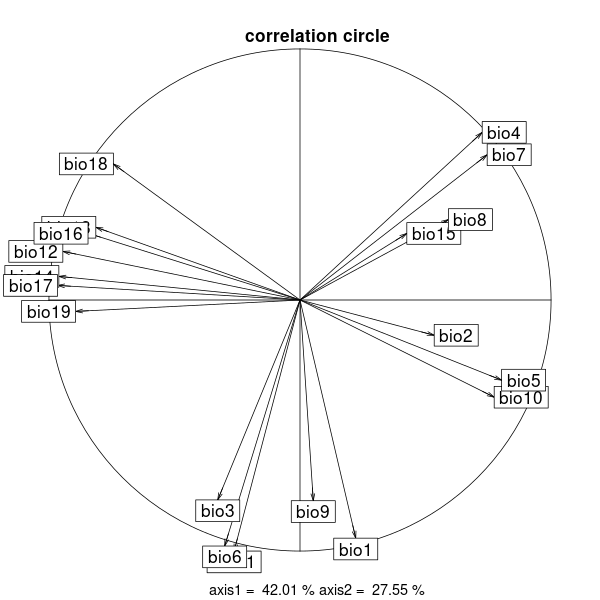 correlation circle
bio4
bio7
bio18
bio8
bio15
bio16
bio12
bio17
bio19
bio2
bio5
bio10
bio3
bio9
bio1
bio6
axis1 = 42.01 % axis2 = 27.55 %